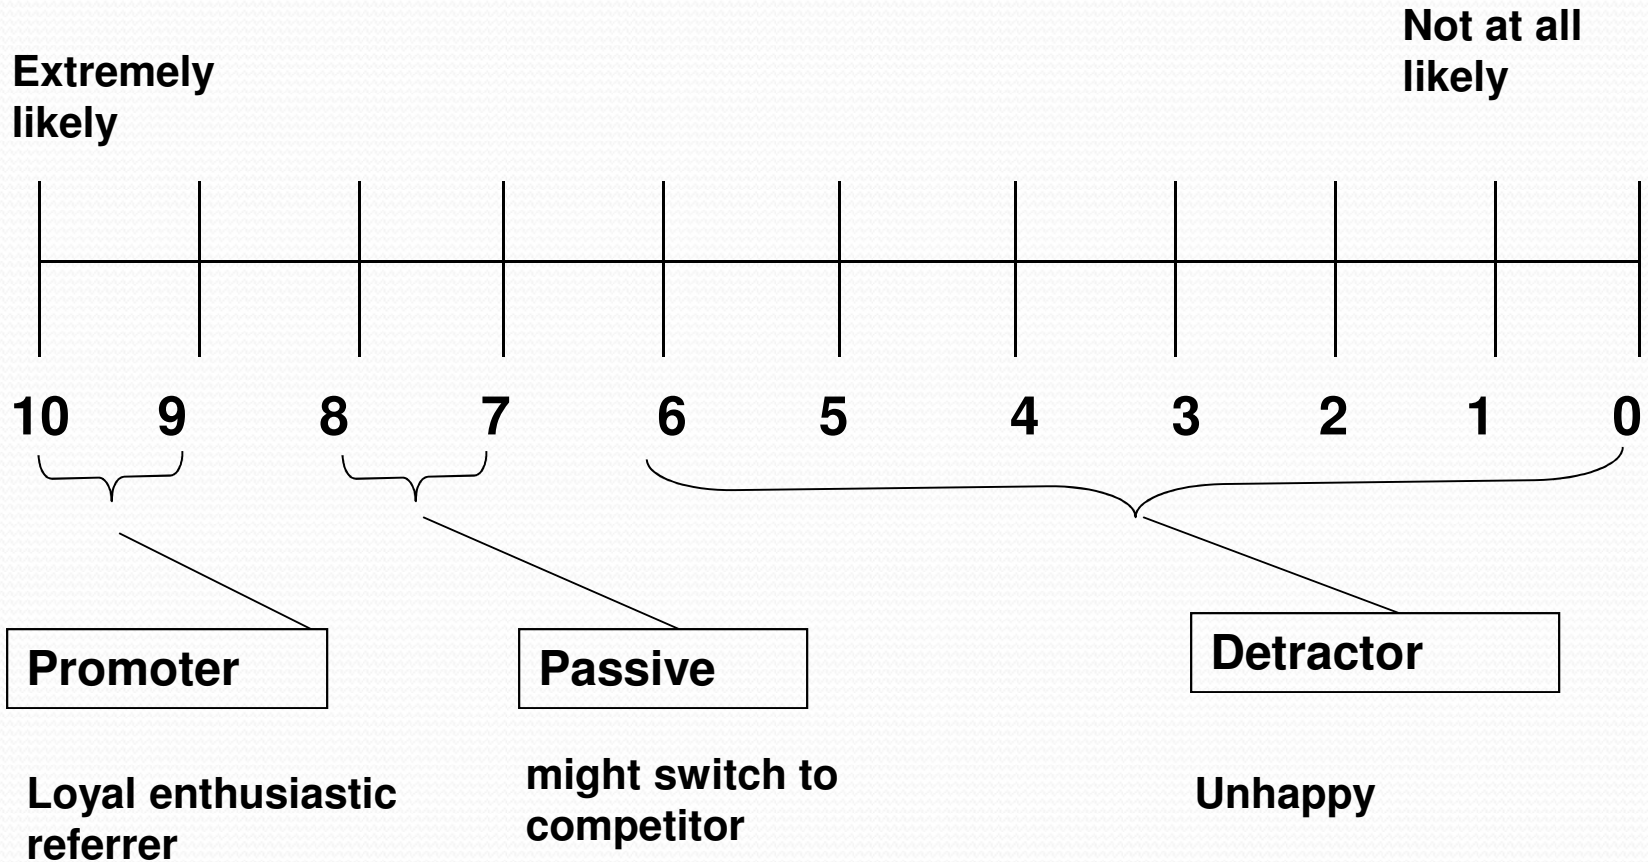 Extremely
likely
Not at all
likely
10 9 8 7 6 5 4 3 2 1 0
Promoter
Passive
Detractor
Loyal enthusiastic
referrer
might switch to
competitor
Unhappy